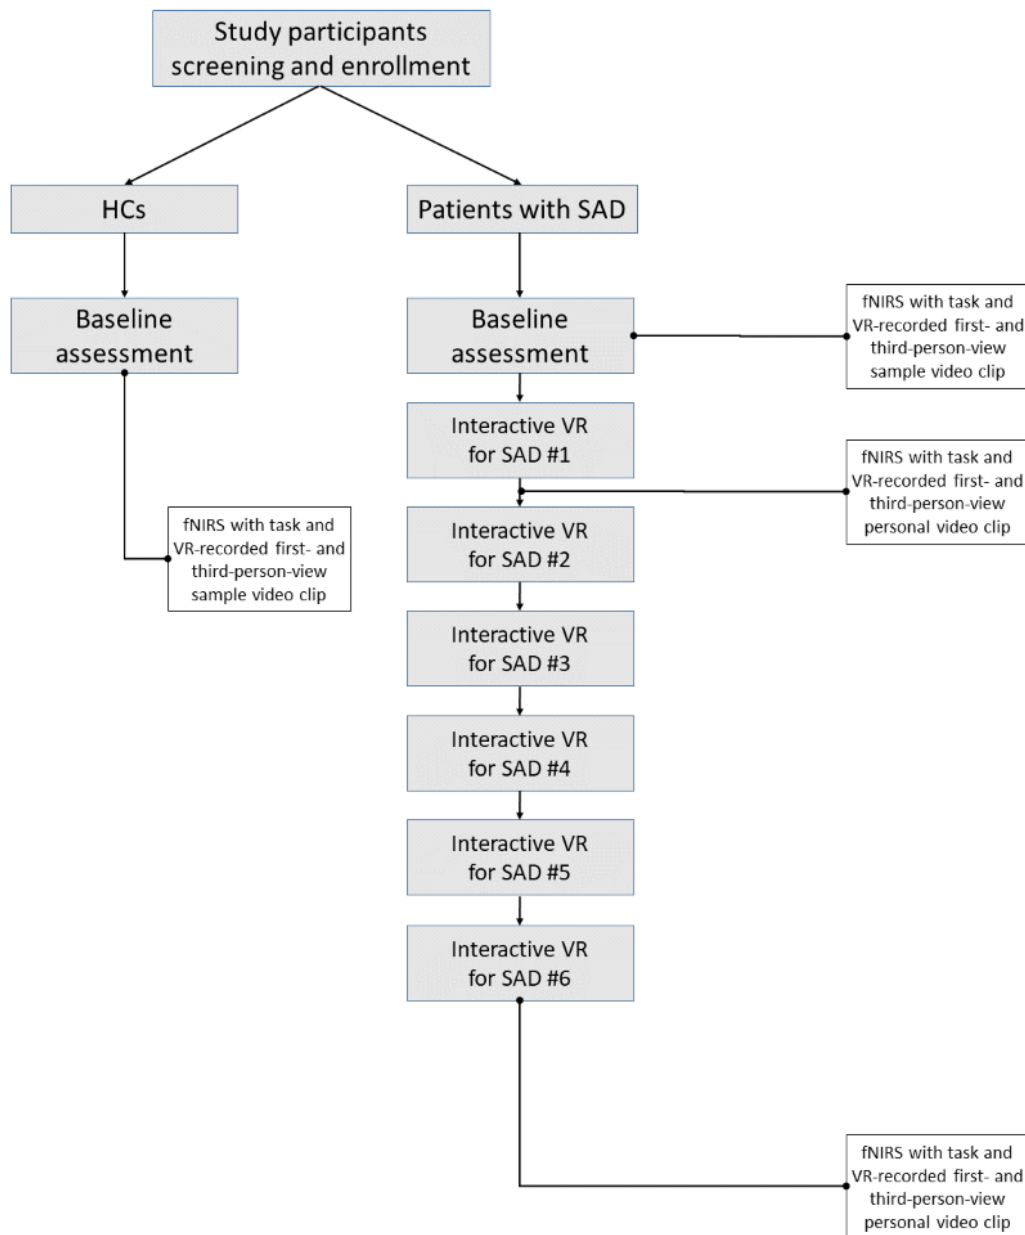 Study participants
screening and enrollment
HCs
Patients with SAD
Baseline
assessment
Baseline
assessment
fNIRS with task and
VR-recorded first- and
third-person-view
sample video clip
Interactive VR
for SAD #1
fNIRS with task and
VR-recorded first- and
third-person-view
personal video clip
Interactive VR
for SAD #2
fNIRS with task and
VR-recorded first- and
third-person-view
sample video clip
Interactive VR
for SAD #3
Interactive VR
for SAD #4
Interactive VR
for SAD #5
Interactive VR
for SAD #6
fNIRS with task and
VR-recorded first- and
third-person-view
personal video clip